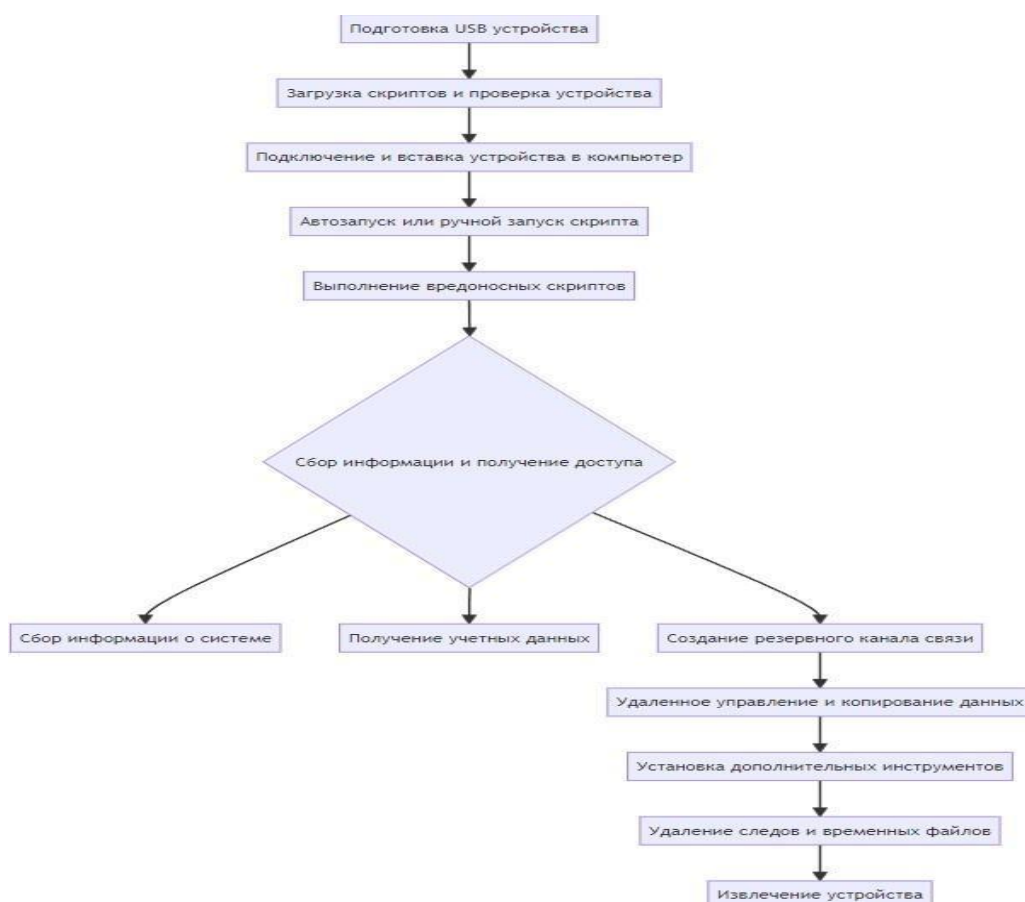 Подготовка USB устройства
Загрузка скриптов и проверка устройства
Подключение и вставка устройства в компьютер
Автозапуск или ручной запуск скрипта
Выполнение вредоносных скриптов
Сбор информации и получение доступа
Сбор информации о системе
Получение учетных данных
Создание резервного канала связи
Удаленное управление и копирование данных
Установка дополнительных инструментов
Удаление следов и временных файлов
Извлечение устройства